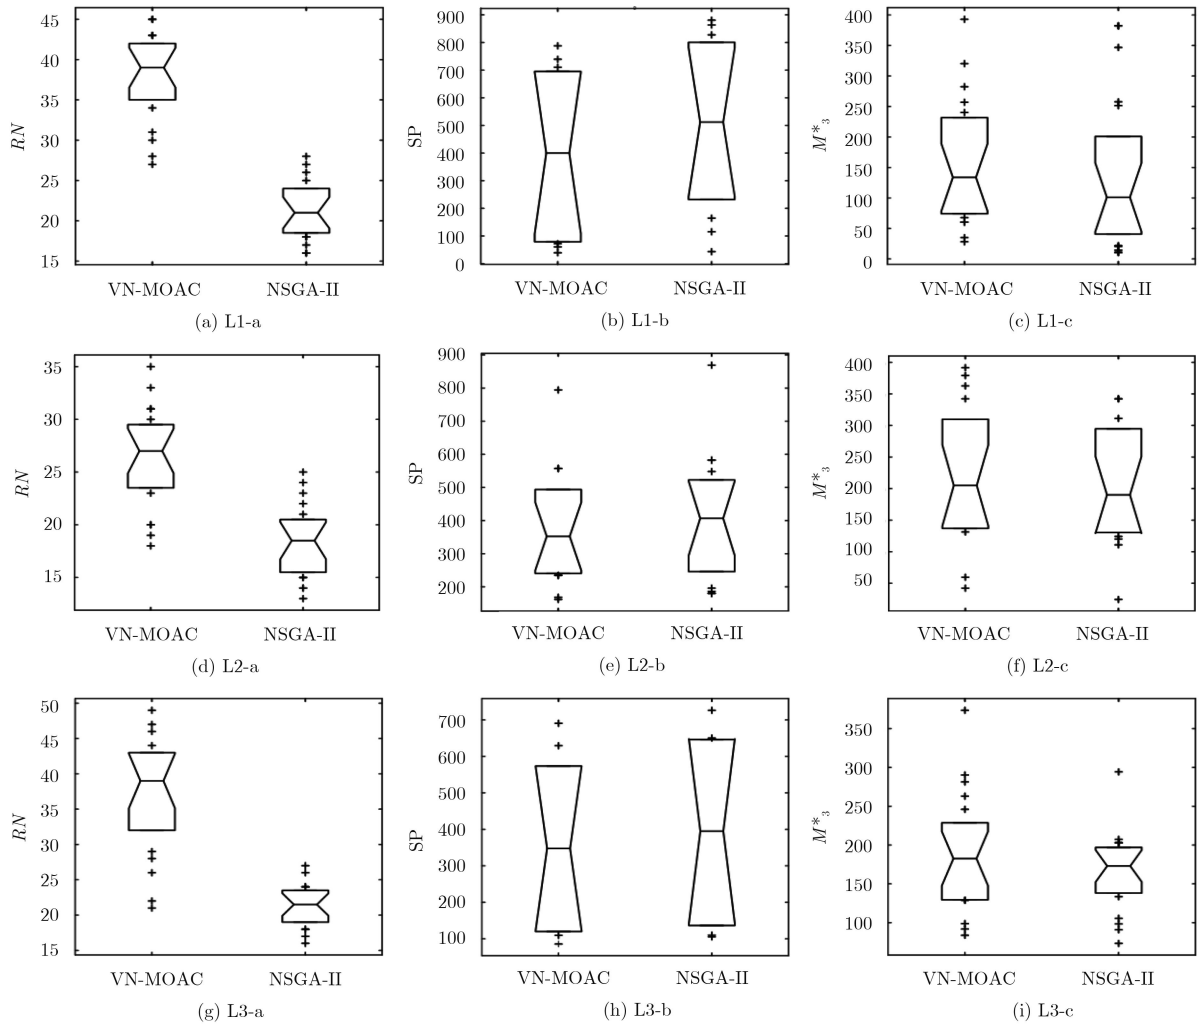 45
40
35
30
25
20
15
RN
VN-MOAC NSGA-II
(a) L1-a
900
800
700
600
500
400
300
200
100
0
SP
VN-MOAC NSGA-II
(b) L1-b
400
350
300
250
200
150
100
50
0
M*3
VN-MOAC NSGA-II
(c) L1-c
35
30
25
20
15
RN
VN-MOAC NSGA-II
(d) L2-a
900
800
700
600
500
400
300
200
SP
VN-MOAC NSGA-II
(e) L2-b
400
350
300
250
200
150
100
50
M*3
VN-MOAC NSGA-II
(f) L2-c
50
45
40
35
30
25
20
15
RN
VN-MOAC NSGA-II
(g) L3-a
700
600
500
400
300
200
100
SP
VN-MOAC NSGA-II
(h) L3-b
350
300
250
200
150
100
M*3
VN-MOAC NSGA-II
(i) L3-c